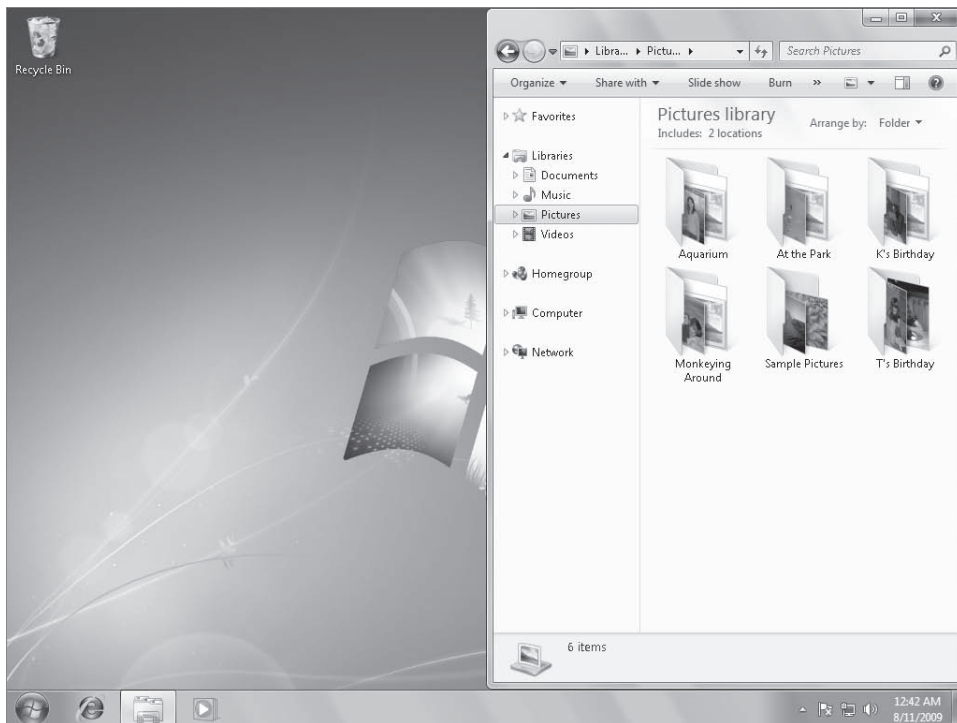 Recycle Bin
Libra... Pictu...
Search Pictures
Organize Share with Slide show Burn »
Favorites
Libraries
Documents
Music
Pictures
Videos
Homegroup
Computer
Network
Pictures library
Includes: 2 locations
Arrange by: Folder
Aquarium
At the Park
K's Birthday
Monkeying
Around
Sample Pictures
T's Birthday
6 items
12:42 AM
8/11/2009